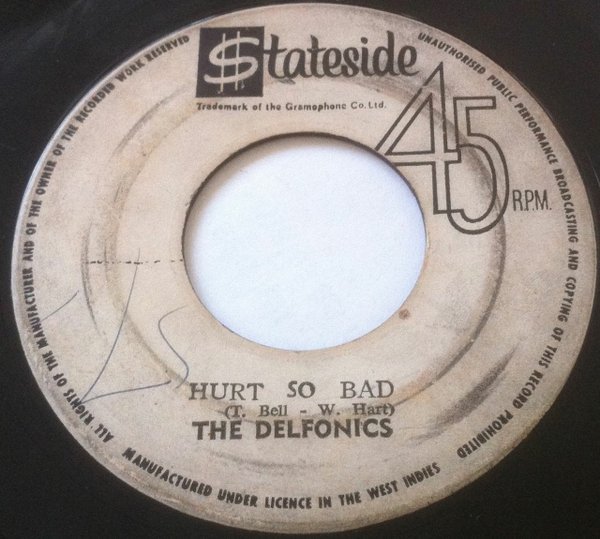 $tateside
Trademark of the Gramophone Co. Ltd.
45
R.P.M.
HURT SO BAD
(T. Bell - W. Hart)
THE DELFONICS
ALL RIGHTS OF THE MANUFACTURER AND OF THE OWNER OF THE RECORDED WORK RESERVED
UNAUTHORISED PUBLIC PERFORMANCE BROADCASTING AND COPYING OF THIS RECORD PROHIBITED
MANUFACTURED UNDER LICENCE IN THE WEST INDIES